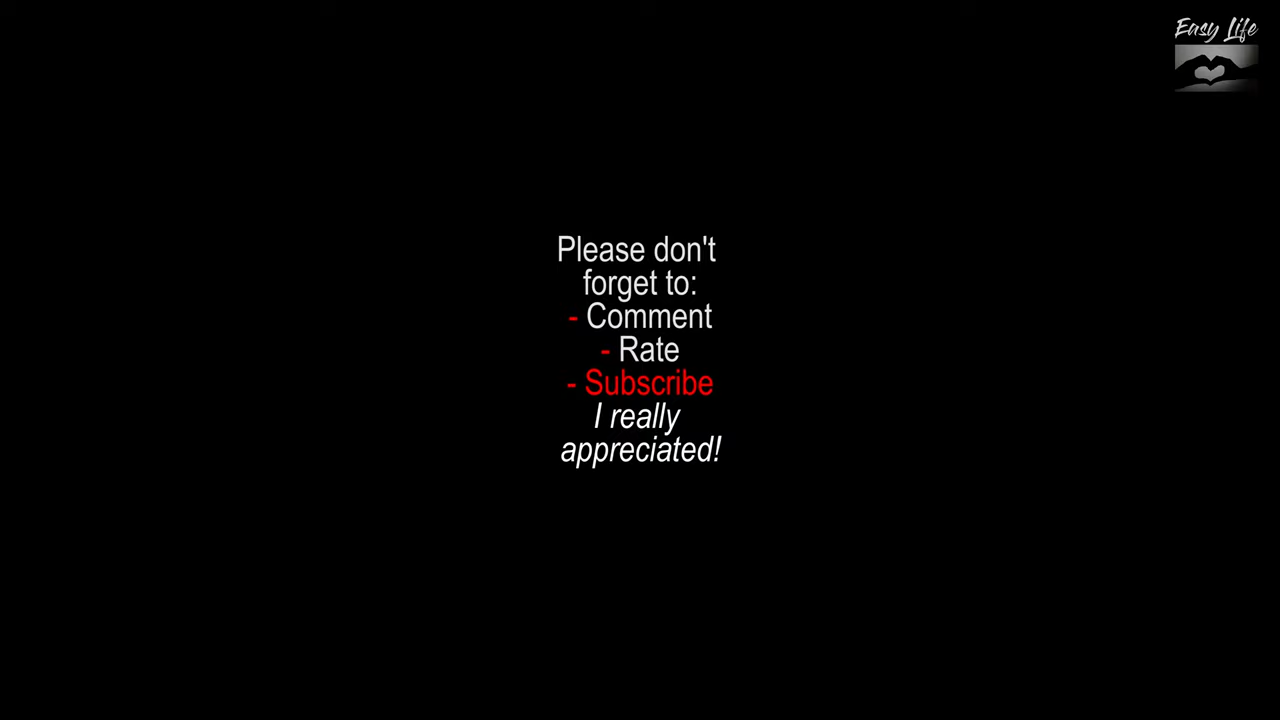 Easy Life
Please don't
forget to:
- Comment
- Rate
- Subscribe
I really
appreciated!